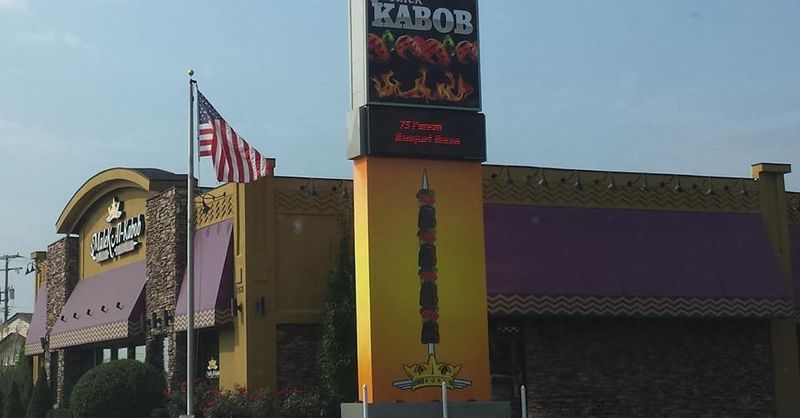 KABOB
75 Person
Banquet Room
Malek Al-Kabob